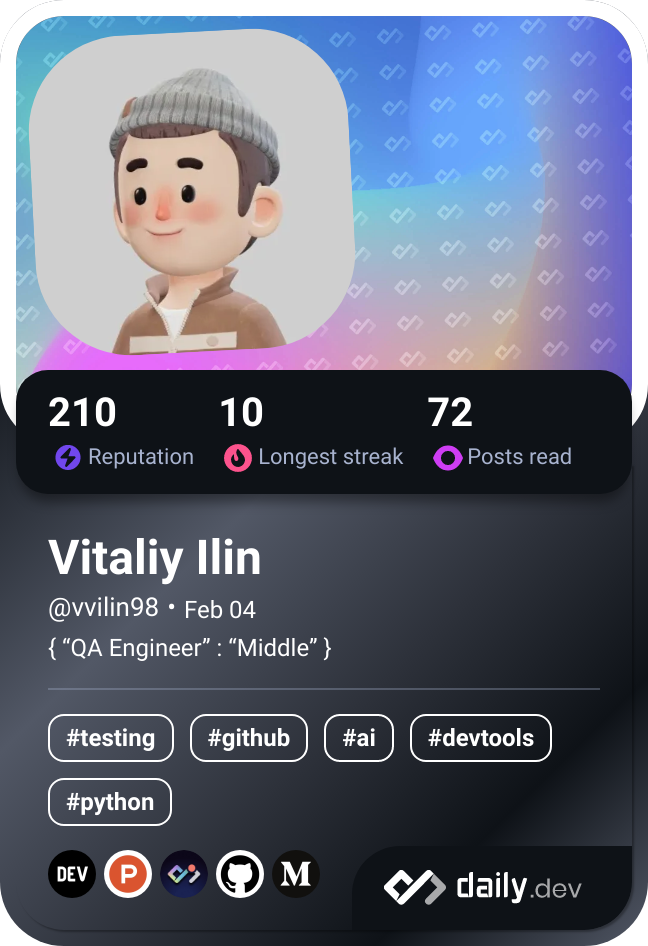 210 10 72
Reputation Longest streak Posts read
Vitaliy Ilin
@vvilin98 • Feb 04
{ “QA Engineer” : “Middle” }
#testing #github #ai #devtools
#python
DEV P M daily.dev